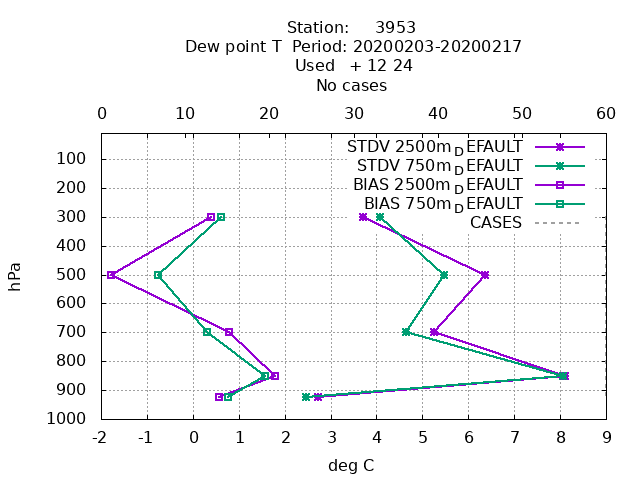 Station: 3953
Dew point T Period: 20200203-20200217
Used + 12 24
No cases
0 10 20 30 40 50 60
STDV 2500m_DEFAULT
STDV 750m_DEFAULT
BIAS 2500m_DEFAULT
BIAS 750m_DEFAULT
CASES
100
200
300
400
500
600
700
800
900
1000
hPa
-2 -1 0 1 2 3 4 5 6 7 8 9
deg C